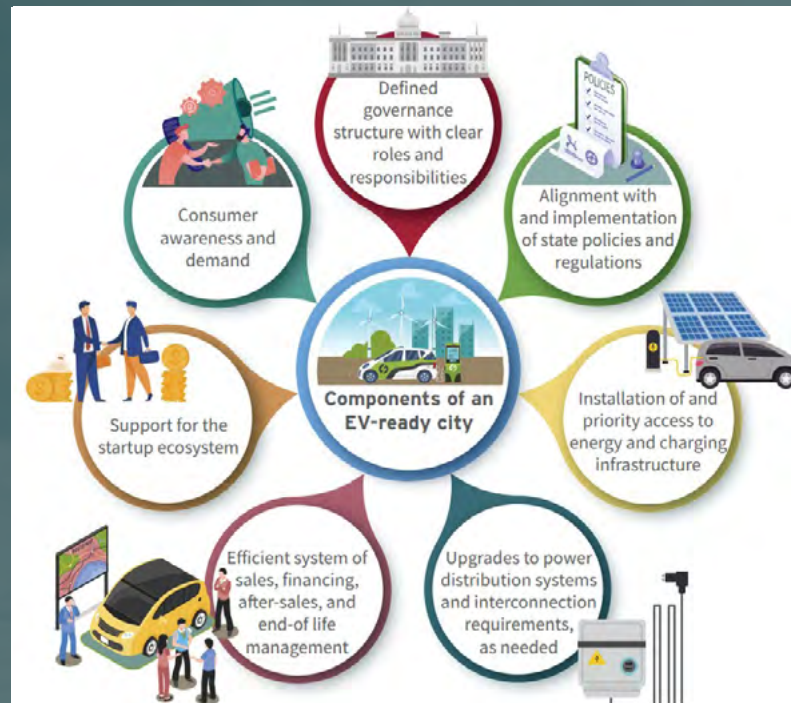 Defined
governance
structure with clear
roles and
responsibilities
POLICIES
Alignment with
and implementation
of state policies and
regulations
Installation of and
priority access to
energy and charging
infrastructure
Upgrades to power
distribution systems
and interconnection
requirements,
as needed
Efficient system of
sales, financing,
after-sales, and
end-of life
management
Support for the
startup ecosystem
Consumer
awareness and
demand
Components of an
EV-ready city